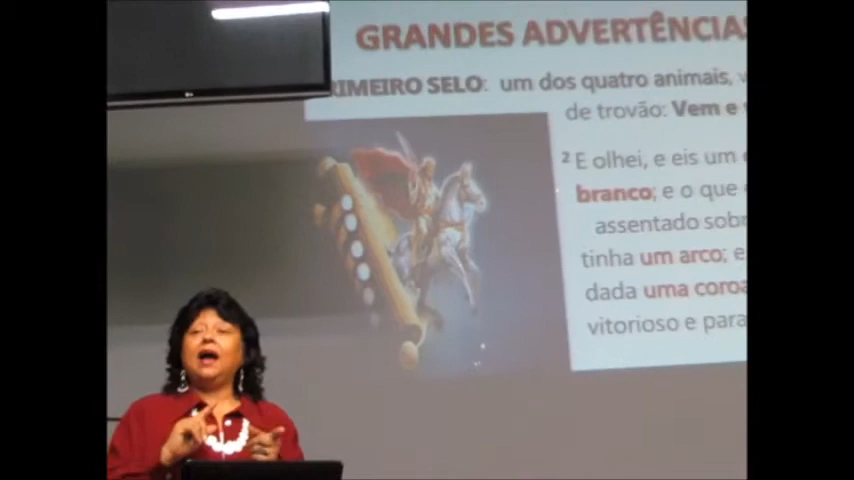 GRANDES ADVERTÊNCIAS
RIMEIRO SELO: um dos quatro animais,
de trovão: Vem e
² E olhei, e eis um
branco; e o que
assentado sobr
tinha um arco; e
dada uma coroa
vitorioso e para